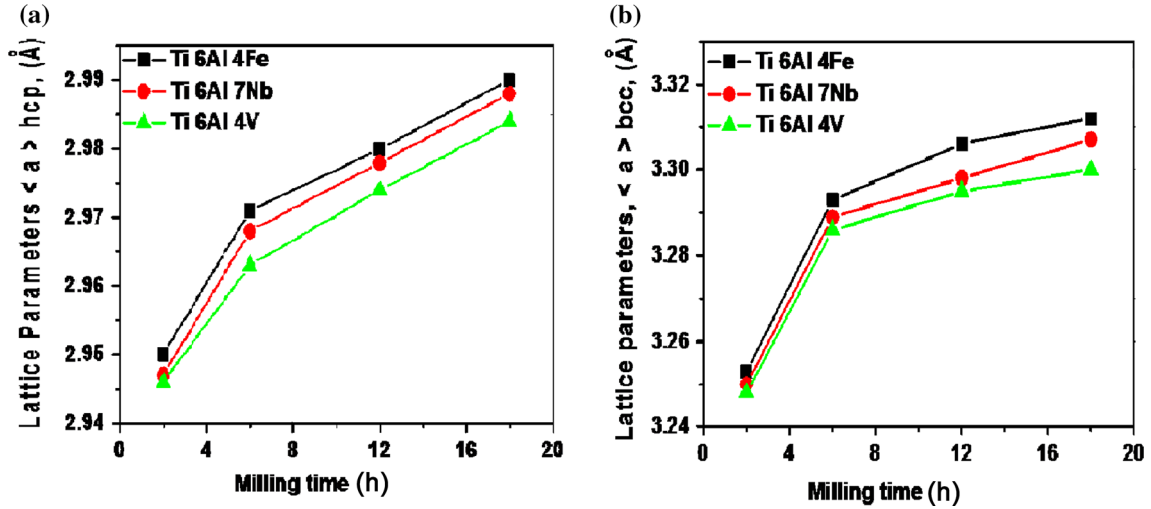 (a)
Ti 6Al 4Fe
Ti 6Al 7Nb
Ti 6Al 4V
Lattice Parameters < a > hcp, (Å)
2.99
2.98
2.97
2.96
2.95
2.94
0 4 8 12 16 20
Milling time (h)
(b)
Ti 6Al 4Fe
Ti 6Al 7Nb
Ti 6Al 4V
Lattice parameters, < a > bcc, (Å)
3.32
3.30
3.28
3.26
3.24
0 4 8 12 16 20
Milling time (h)